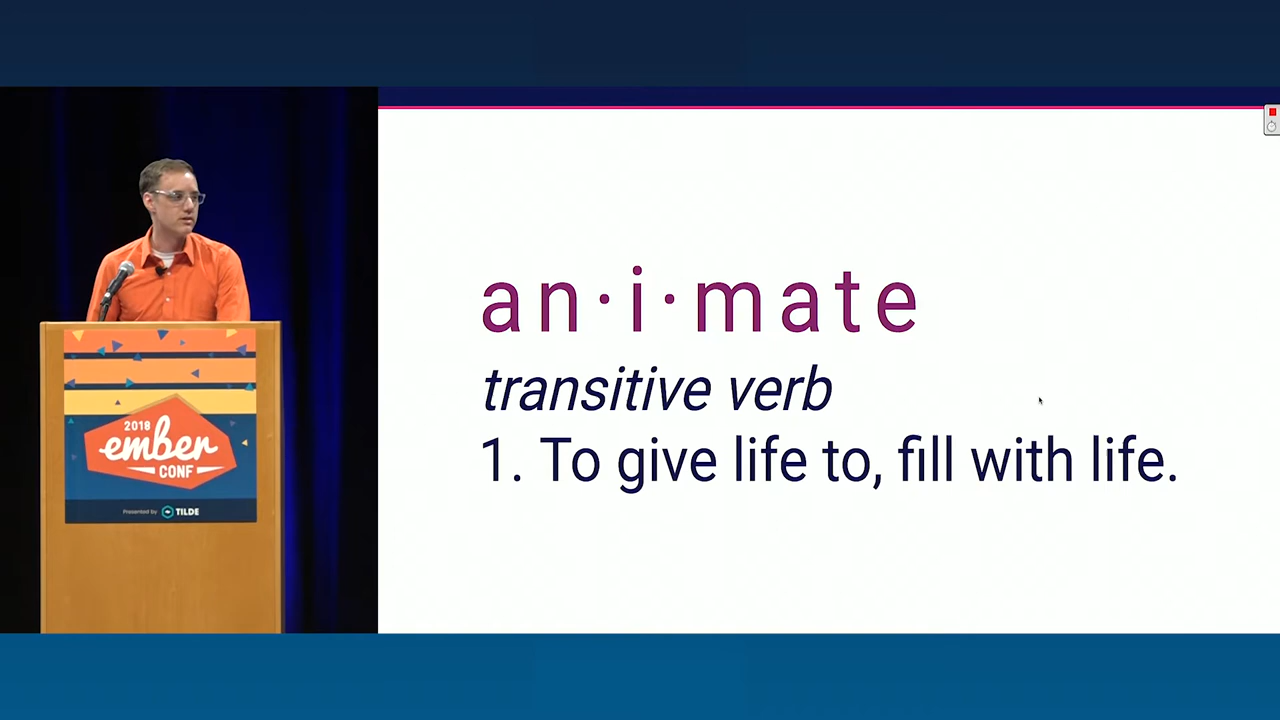 2018
ember
CONF
Presented by TILDE
an·i·mate
transitive verb
1. To give life to, fill with life.